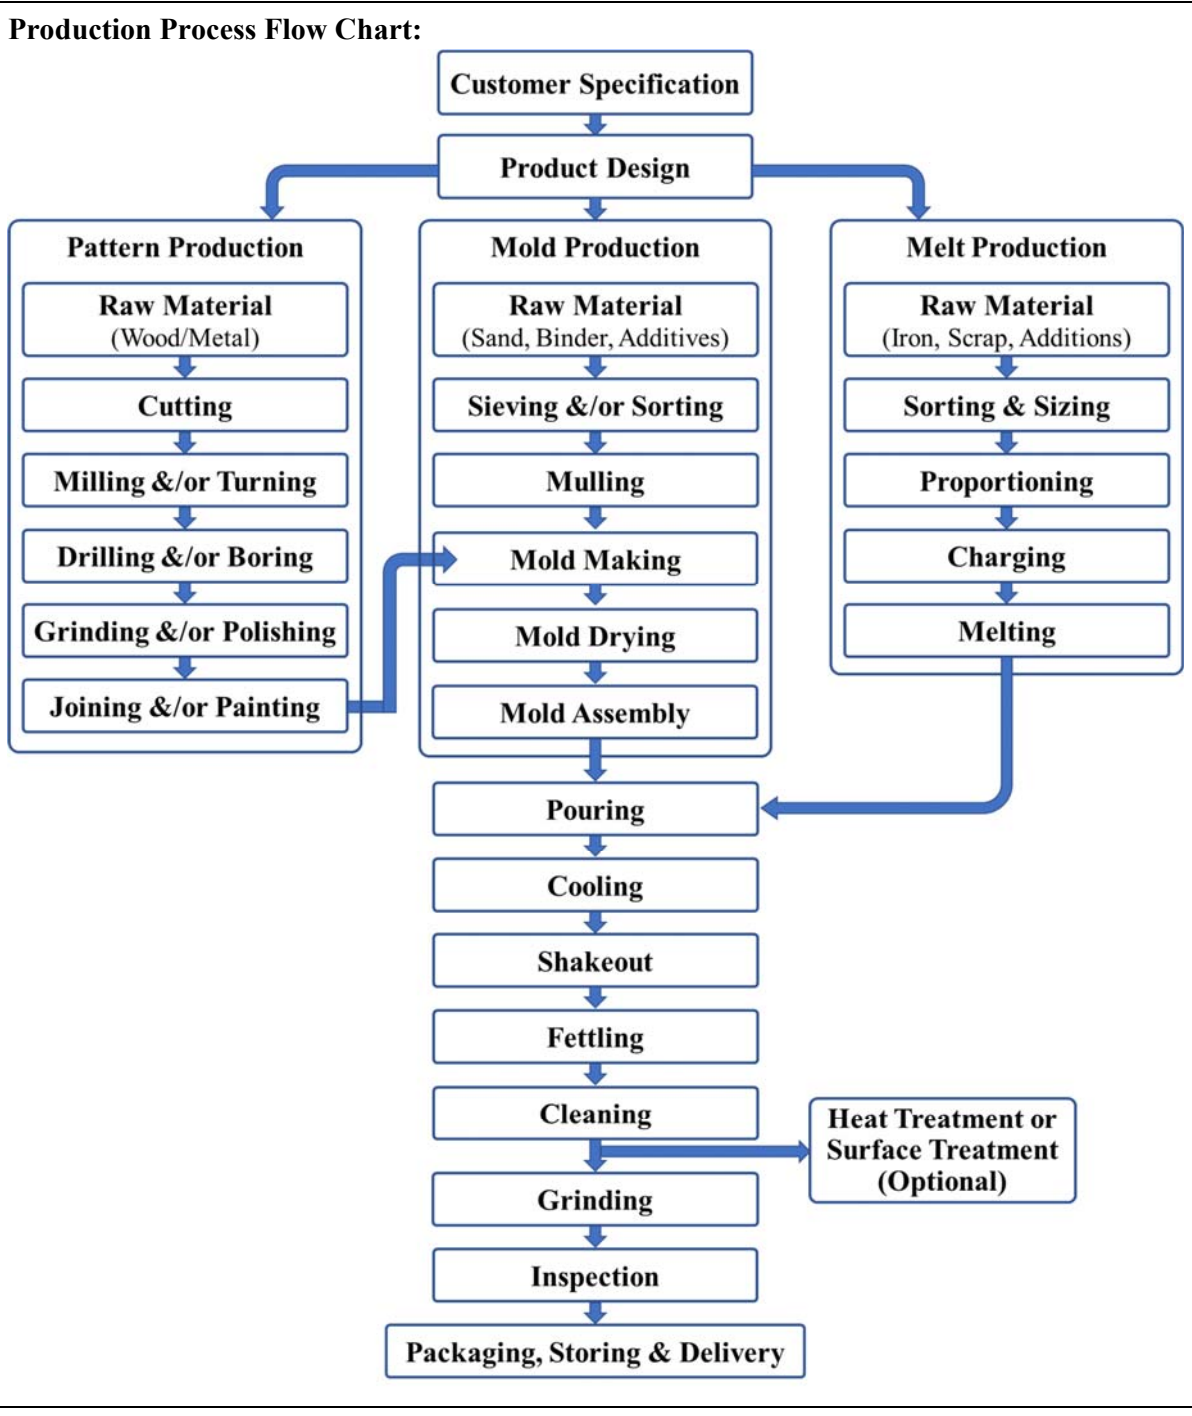 Production Process Flow Chart:
Customer Specification
Product Design
Pattern Production
Raw Material
(Wood/Metal)
Cutting
Milling &/or Turning
Drilling &/or Boring
Grinding &/or Polishing
Joining &/or Painting
Mold Production
Raw Material
(Sand, Binder, Additives)
Sieving &/or Sorting
Mulling
Mold Making
Mold Drying
Mold Assembly
Melt Production
Raw Material
(Iron, Scrap, Additions)
Sorting & Sizing
Proportioning
Charging
Melting
Pouring
Cooling
Shakeout
Fettling
Cleaning
Heat Treatment or
Surface Treatment
(Optional)
Grinding
Inspection
Packaging, Storing & Delivery